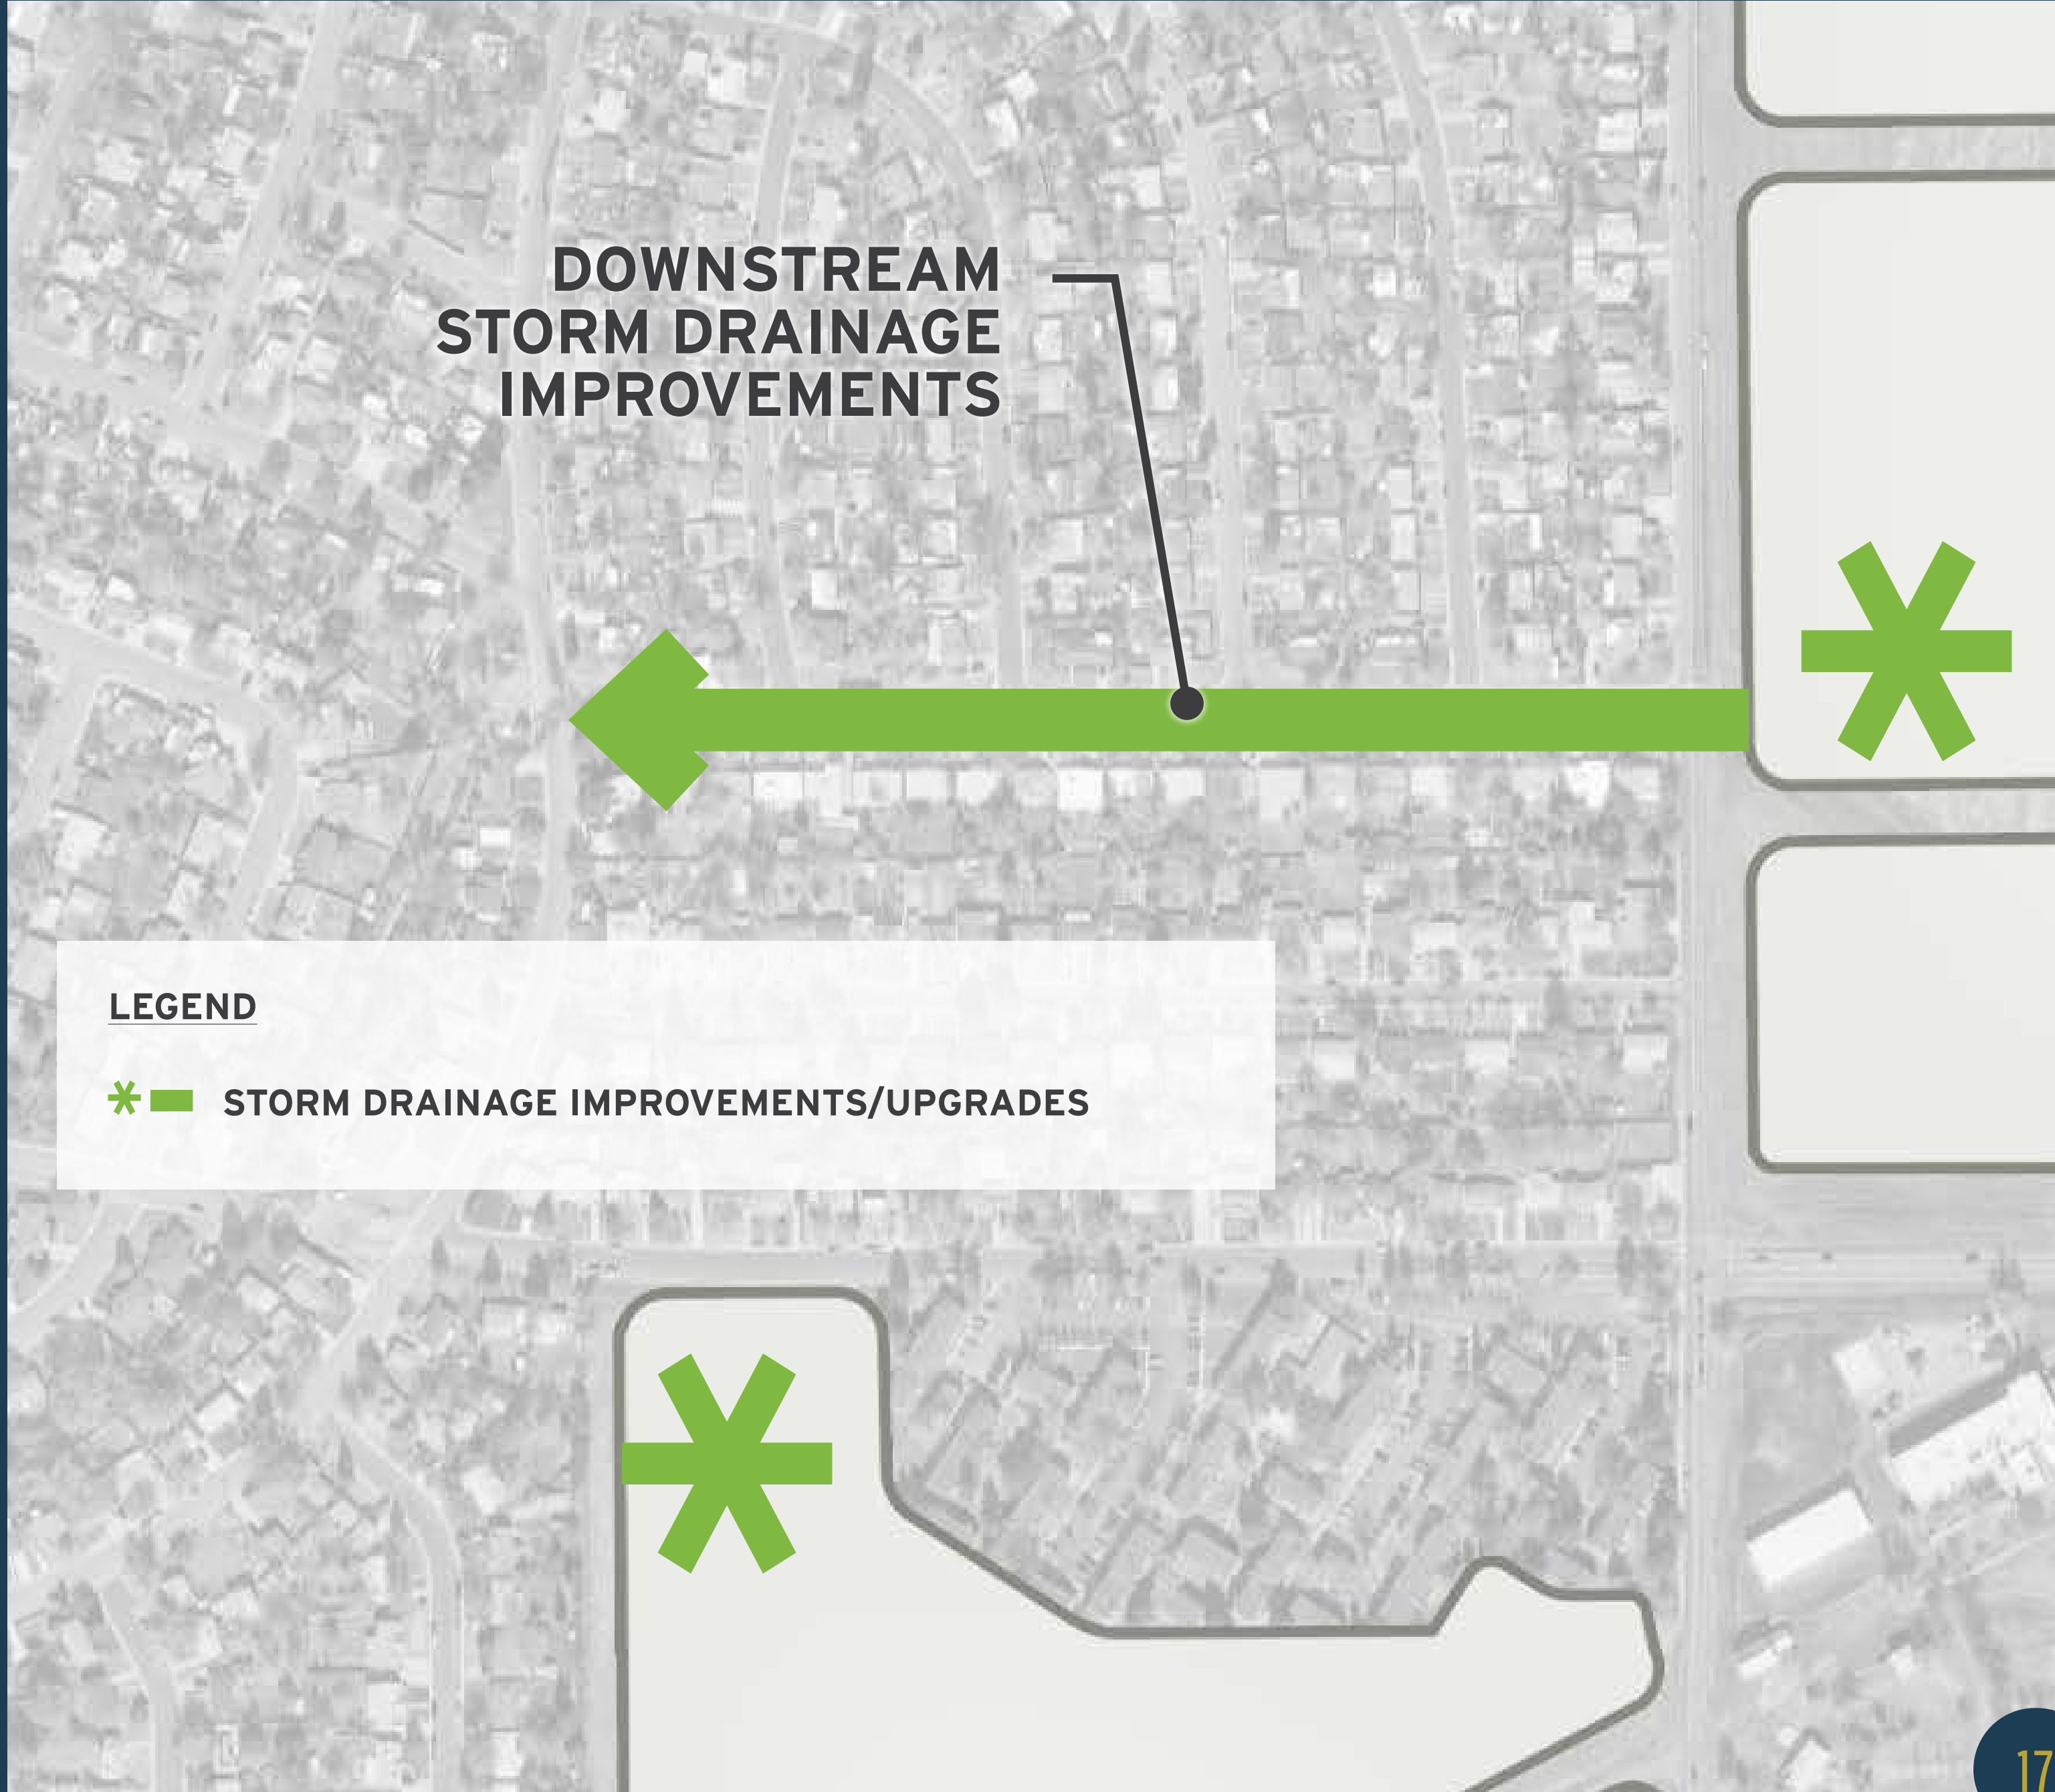 DOWNSTREAM
STORM DRAINAGE
IMPROVEMENTS
LEGEND
STORM DRAINAGE IMPROVEMENTS/UPGRADES
17